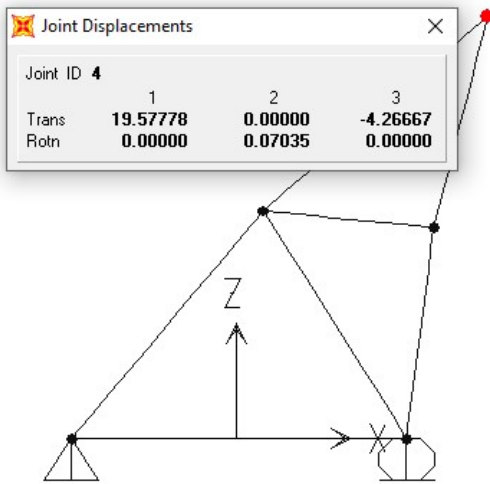 Joint Displacements
Joint ID 4
1 2 3
Trans 19.57778 0.00000 -4.26667
Rotn 0.00000 0.07035 0.00000
Z
X